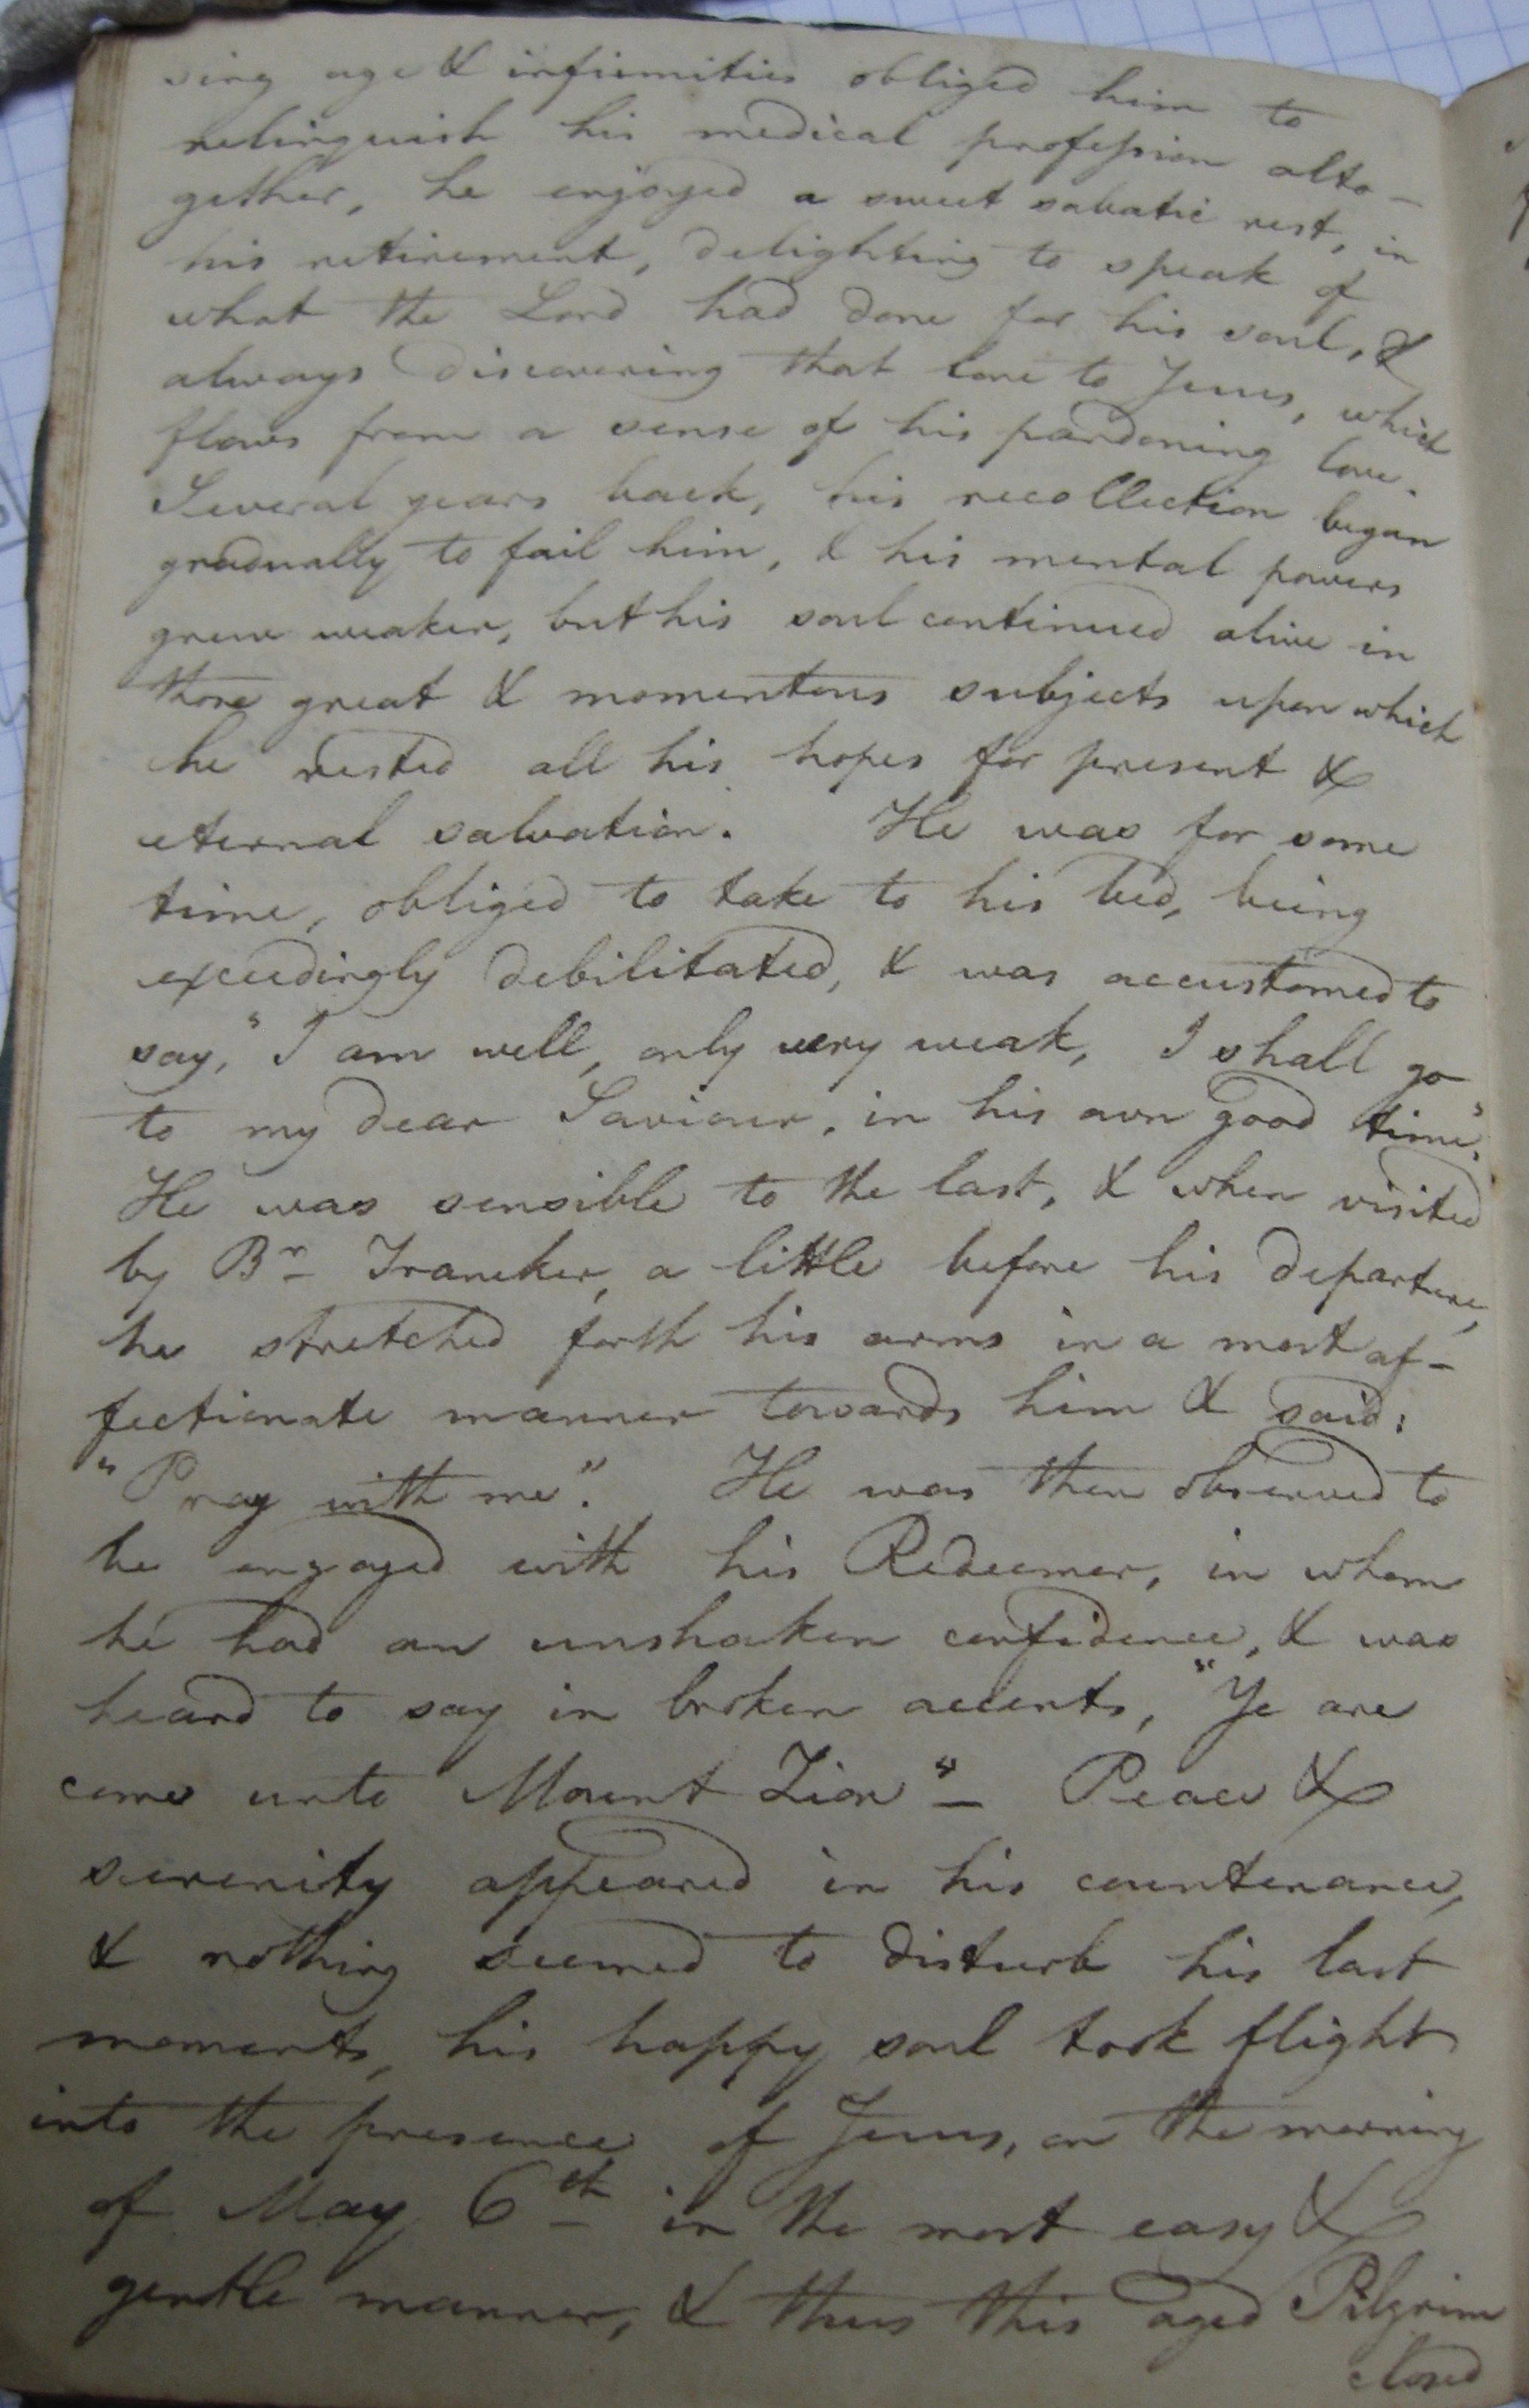 sing age & infirmities obliged him to
relinquish his medical profession alto-
gether, he enjoyed a sweet sabatic rest, in
his retirement, delighting to speak of
what the Lord had done for his soul, &
always discovering that love to Jesus, which
flows from a sense of his pardoning love.
Several years back, his recollection began
gradually to fail him, & his mental powers
grew weaker, but his soul continued alive in
those great & momentous subjects upon which
he rested all his hopes for present &
eternal salvation. He was for some
time, obliged to take to his bed, being
exceedingly debilitated, & was accustomed to
say, "I am well, only very weak, I shall go
to my dear Saviour, in his own good time".
He was sensible to the last, & when visited
by Br Traneker, a little before his departure,
he stretched forth his arms in a most af-
fectionate manner towards him & said:
"Pray with me". He was then observed to
be engaged with his Redeemer, in whom
he had an unshaken confidence, & was
heard to say in broken accents, "Ye are
come unto Mount Zion" - Peace &
serenity appeared in his countenance,
& nothing seemed to disturb his last
moments, his happy soul took flight
into the presence of Jesus, on the morning
of May 6th in the most easy &
gentle manner, & thus this aged Pilgrim
closed